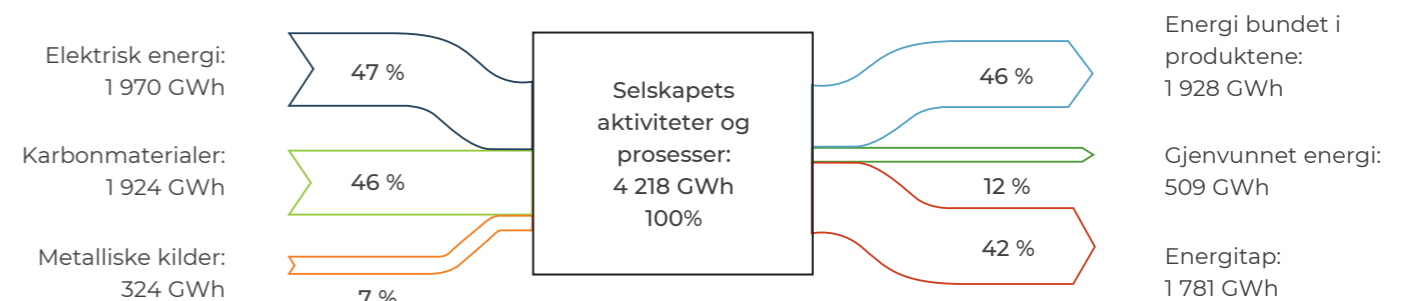 Elektrisk energi:
1 970 GWh
47 %
Karbonmaterialer:
1 924 GWh
46 %
Metalliske kilder:
324 GWh
7 %
Selskapets
aktiviteter og
prosesser:
4 218 GWh
100%
46 %
Energi bundet i
produktene:
1 928 GWh
12 %
Gjenvunnet energi:
509 GWh
42 %
Energitap:
1 781 GWh